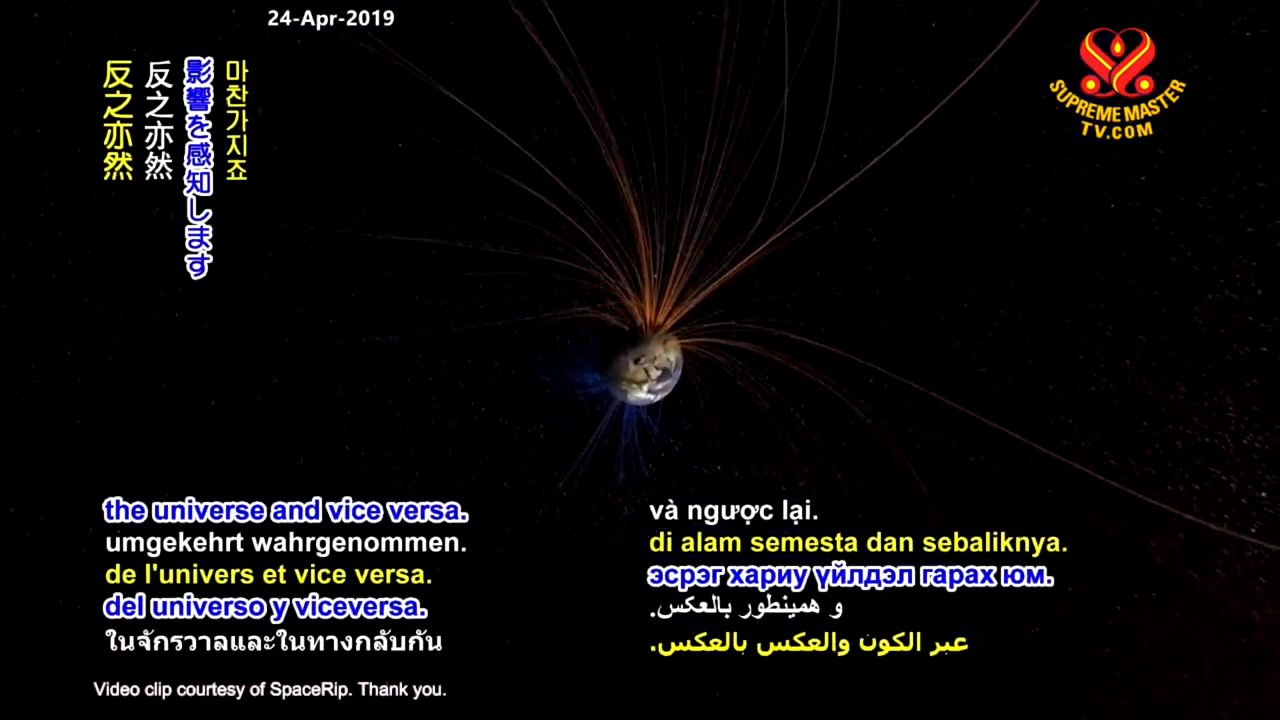 24-Apr-2019
SUPREME MASTER
TV.COM
마찬가지죠
影響を感知します
反之亦然
反之亦然
the universe and vice versa.
umgekehrt wahrgenommen.
de l'univers et vice versa.
del universo y viceversa.
ในจักรวาลและในทางกลับกัน
và ngược lại.
di alam semesta dan sebaliknya.
эсрэг хариу үйлдэл гарах юм.
و همینطور بالعکس.
عبر الكون والعكس بالعكس.
Video clip courtesy of SpaceRip. Thank you.